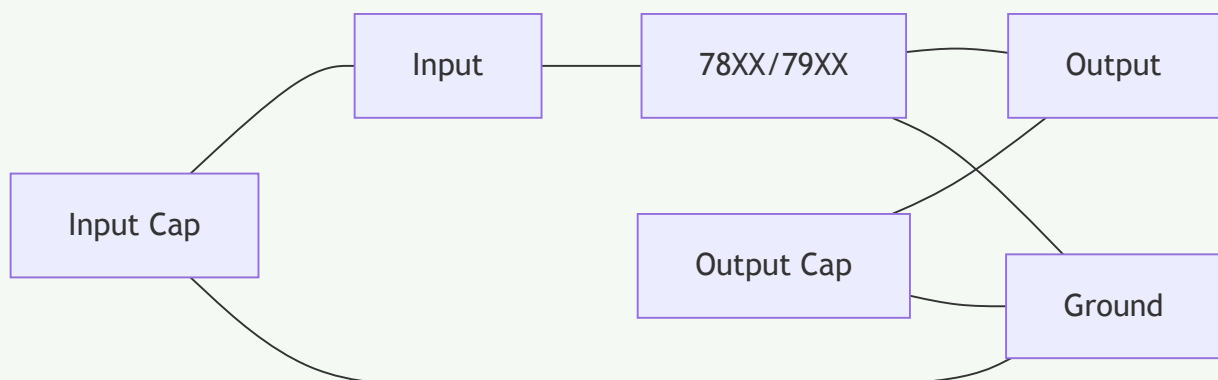 Input
78XX/79XX
Output
Input Cap
Output Cap
Ground